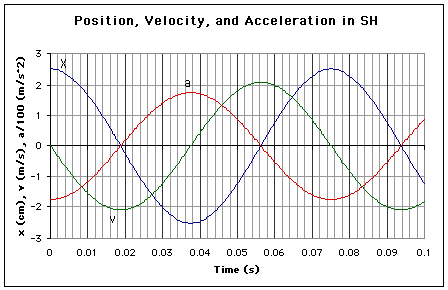 Position, Velocity, and Acceleration in SH
x (cm), v (m/s), a/100 (m/s^2)
3
2
1
0
-1
-2
-3
X
a
v
0 0.01 0.02 0.03 0.04 0.05 0.06 0.07 0.08 0.09 0.1
Time (s)